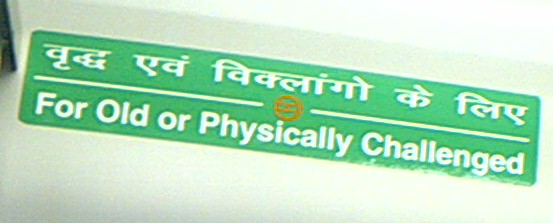 वृद्ध एवं विक्लांगो के लिए
For Old or Physically Challenged